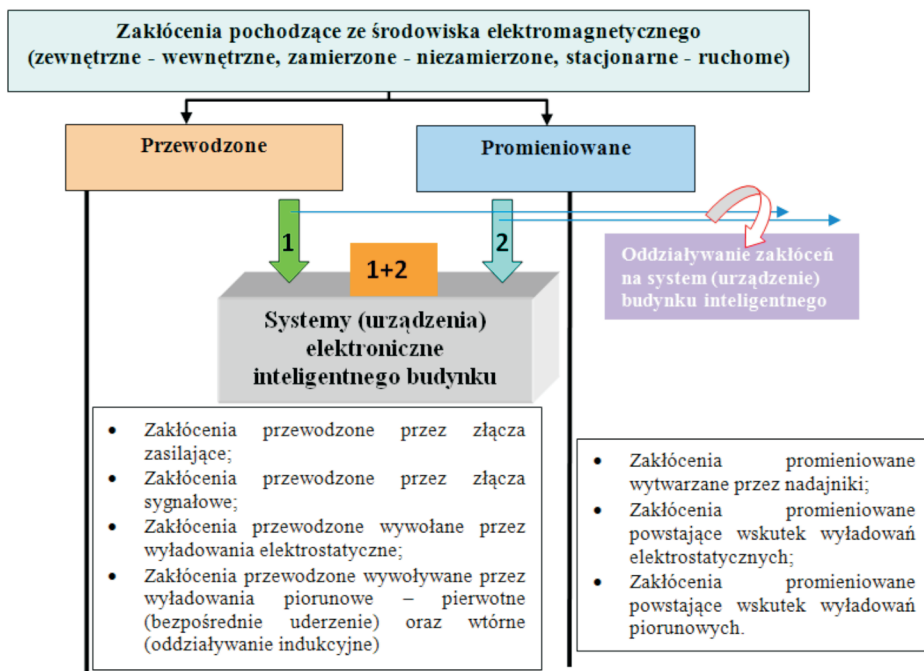 Zakłócenia pochodzące ze środowiska elektromagnetycznego
(zewnętrzne - wewnętrzne, zamierzone - niezamierzone, stacjonarne - ruchome)
Przewodzone
Promieniowane
1
2
1+2
Oddziaływanie zakłóceń
na system (urządzenie)
budynku inteligentnego
Systemy (urządzenia)
elektroniczne
inteligentnego budynku
• Zakłócenia przewodzone przez złącza
zasilające;
• Zakłócenia przewodzone przez złącza
sygnałowe;
• Zakłócenia przewodzone wywołane przez
wyładowania elektrostatyczne;
• Zakłócenia przewodzone wywoływane przez
wyładowania piorunowe – pierwotne
(bezpośrednie uderzenie) oraz wtórne
(oddziaływanie indukcyjne)
• Zakłócenia promieniowane
wytwarzane przez nadajniki;
• Zakłócenia promieniowane
powstające wskutek wyładowań
elektrostatycznych;
• Zakłócenia promieniowane
powstające wskutek wyładowań
piorunowych.